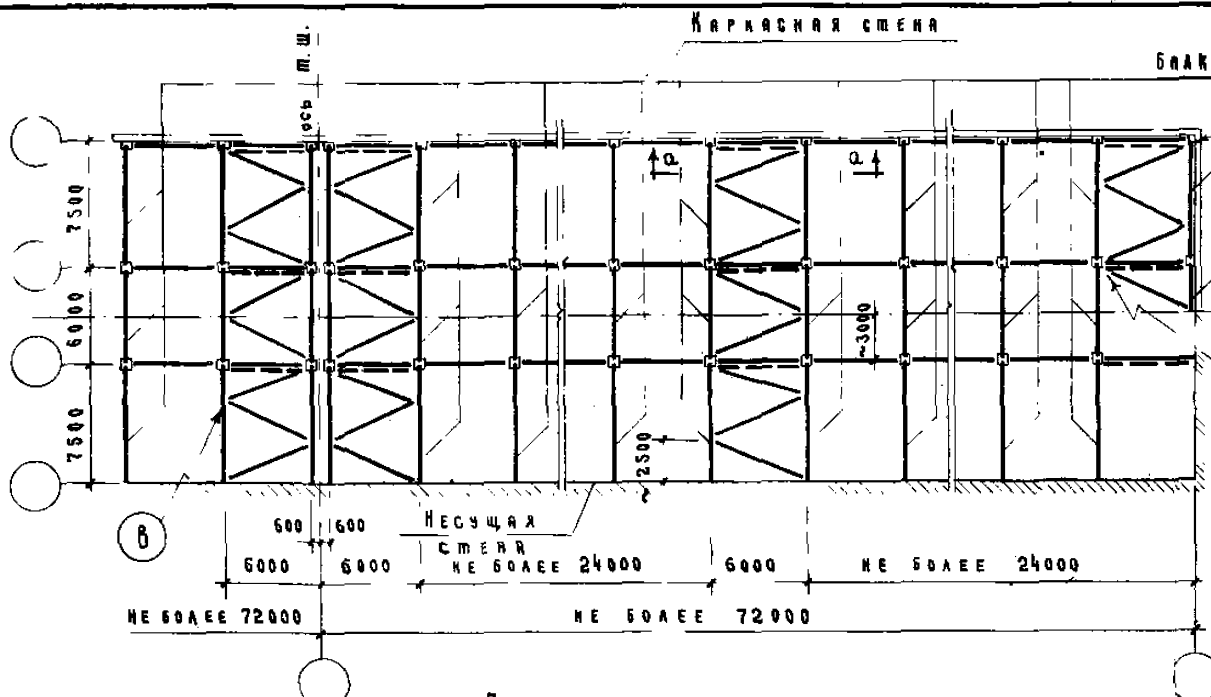 Каркасная стена
т.ш.
ось
а а
7500
6000
7500
≈3000
≈2500
В
600 600
Несущая
стена
6000 6000 не более 24000 6000 не более 24000
не более 72000 не более 72000